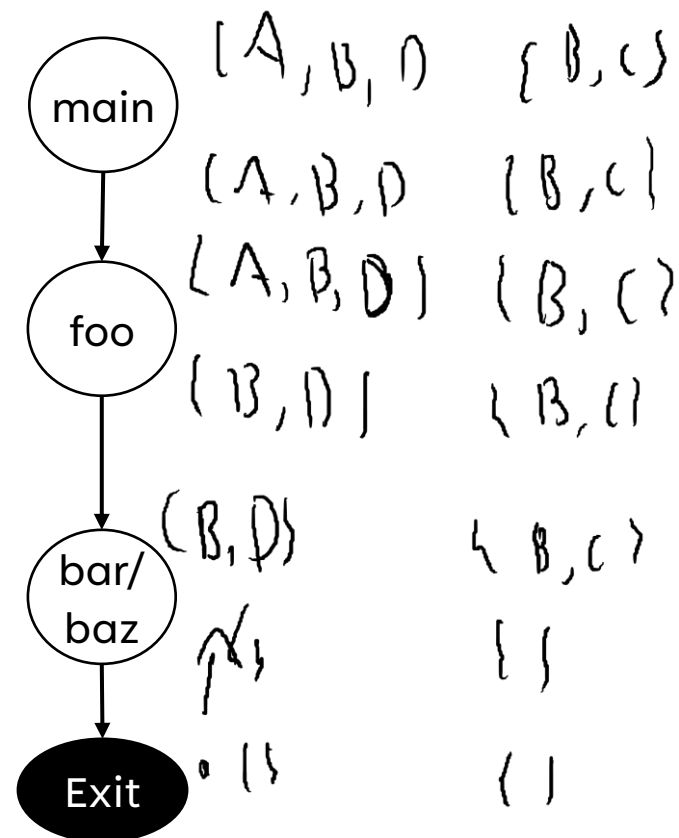 [A, B, D {B, C}
main
(A, B, D {B, C}
[A, B, D] {B, C}
foo
{B, D] {B, C}
(B, D} {B, C}
bar/
baz
{ }
{ } { }
Exit